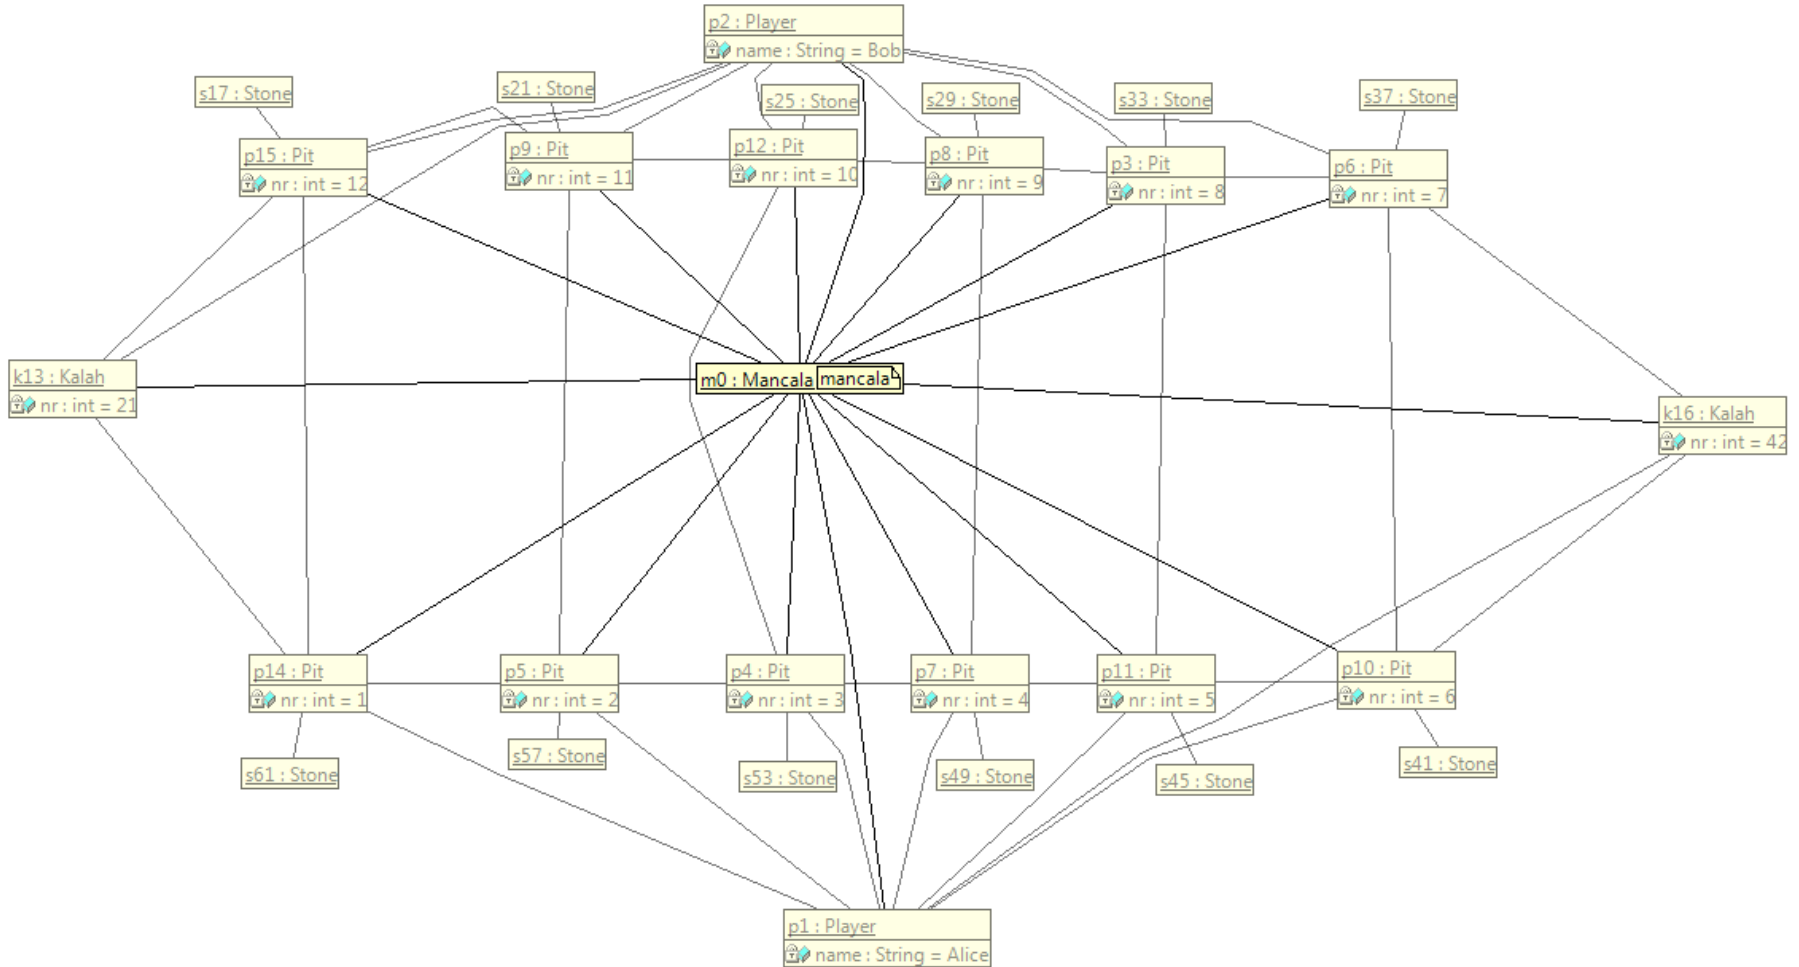 p2 : Player
name : String = Bob
s17 : Stone
s21 : Stone
s25 : Stone
s29 : Stone
s33 : Stone
s37 : Stone
p15 : Pit
nr : int = 12
p9 : Pit
nr : int = 11
p12 : Pit
nr : int = 10
p8 : Pit
nr : int = 9
p3 : Pit
nr : int = 8
p6 : Pit
nr : int = 7
k13 : Kalah
nr : int = 21
m0 : Mancala
mancala
k16 : Kalah
nr : int = 42
p14 : Pit
nr : int = 1
p5 : Pit
nr : int = 2
p4 : Pit
nr : int = 3
p7 : Pit
nr : int = 4
p11 : Pit
nr : int = 5
p10 : Pit
nr : int = 6
s61 : Stone
s57 : Stone
s53 : Stone
s49 : Stone
s45 : Stone
s41 : Stone
p1 : Player
name : String = Alice